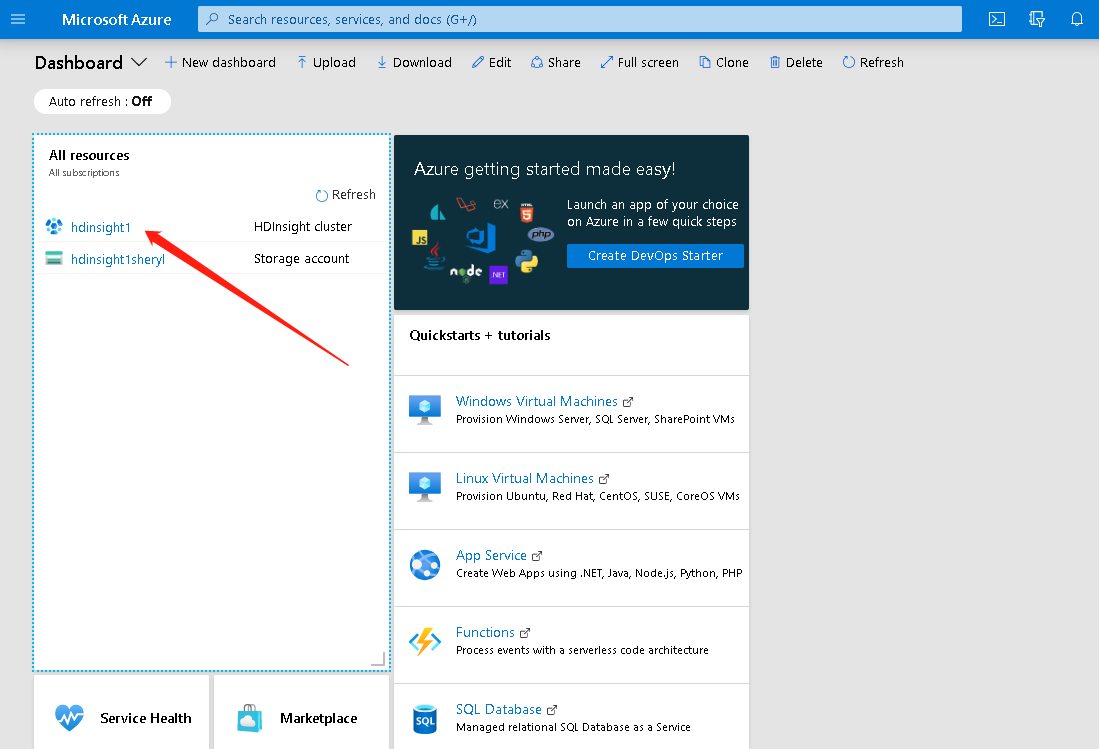 Microsoft Azure
Search resources, services, and docs (G+/)
Dashboard
New dashboard
Upload
Download
Edit
Share
Full screen
Clone
Delete
Refresh
Auto refresh : Off
All resources
All subscriptions
Refresh
hdinsight1 HDInsight cluster
hdinsight1sheryl Storage account
Azure getting started made easy!
EX
JS
php
node
.NET
Launch an app of your choice
on Azure in a few quick steps
Create DevOps Starter
Quickstarts + tutorials
Windows Virtual Machines
Provision Windows Server, SQL Server, SharePoint VMs
Linux Virtual Machines
Provision Ubuntu, Red Hat, CentOS, SUSE, CoreOS VMs
App Service
Create Web Apps using .NET, Java, Node.js, Python, PHP
Functions
Process events with a serverless code architecture
SQL
SQL Database
Managed relational SQL Database as a Service
Service Health
Marketplace